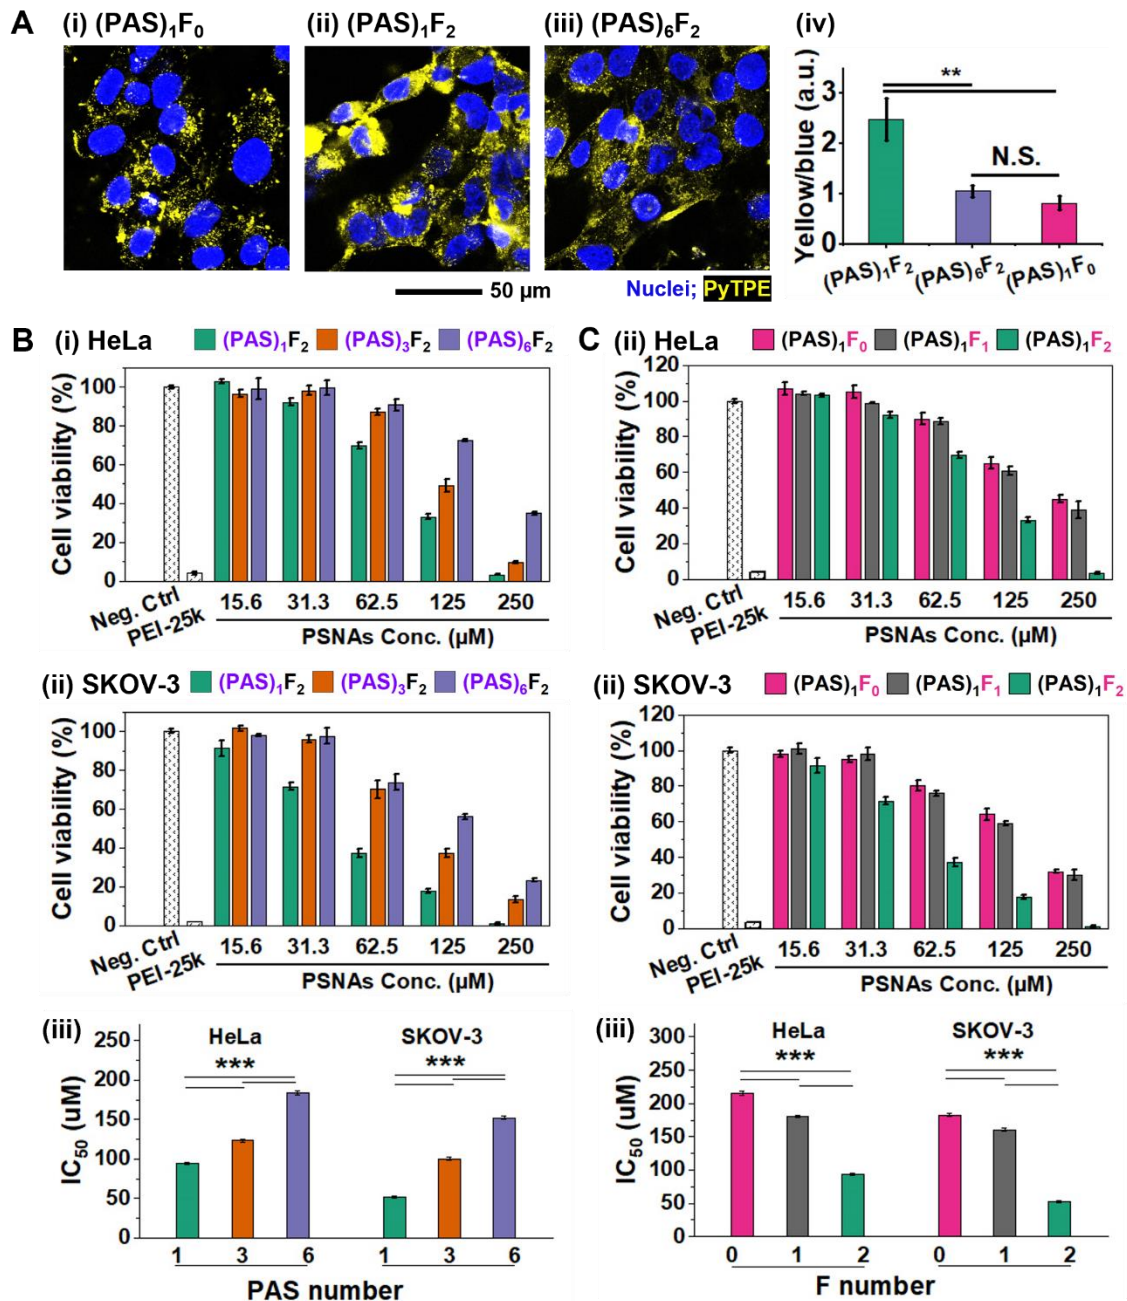 A
(i) (PAS)₁F₀
(ii) (PAS)₁F₂
(iii) (PAS)₆F₂
50 µm
Nuclei; PyTPE
(iv)
Yellow/blue (a.u.)
3
2
1
0
**
N.S.
(PAS)₁F₂
(PAS)₆F₂
(PAS)₁F₀
B
(i) HeLa
(PAS)₁F₂ (PAS)₃F₂ (PAS)₆F₂
Cell viability (%)
100
80
60
40
20
0
Neg. Ctrl
PEI-25k
15.6 31.3 62.5 125 250
PSNAs Conc. (µM)
C
(ii) HeLa
(PAS)₁F₀ (PAS)₁F₁ (PAS)₁F₂
Cell viability (%)
120
100
80
60
40
20
0
Neg. Ctrl
PEI-25k
15.6 31.3 62.5 125 250
PSNAs Conc. (µM)
(ii) SKOV-3
(PAS)₁F₂ (PAS)₃F₂ (PAS)₆F₂
Cell viability (%)
100
80
60
40
20
0
Neg. Ctrl
PEI-25k
15.6 31.3 62.5 125 250
PSNAs Conc. (µM)
(ii) SKOV-3
(PAS)₁F₀ (PAS)₁F₁ (PAS)₁F₂
Cell viability (%)
120
100
80
60
40
20
0
Neg. Ctrl
PEI-25k
15.6 31.3 62.5 125 250
PSNAs Conc. (µM)
(iii)
IC₅₀ (uM)
250
200
150
100
50
0
HeLa
SKOV-3
***
***
1 3 6 1 3 6
PAS number
(iii)
IC₅₀ (uM)
300
250
200
150
100
50
0
HeLa
SKOV-3
***
***
0 1 2 0 1 2
F number